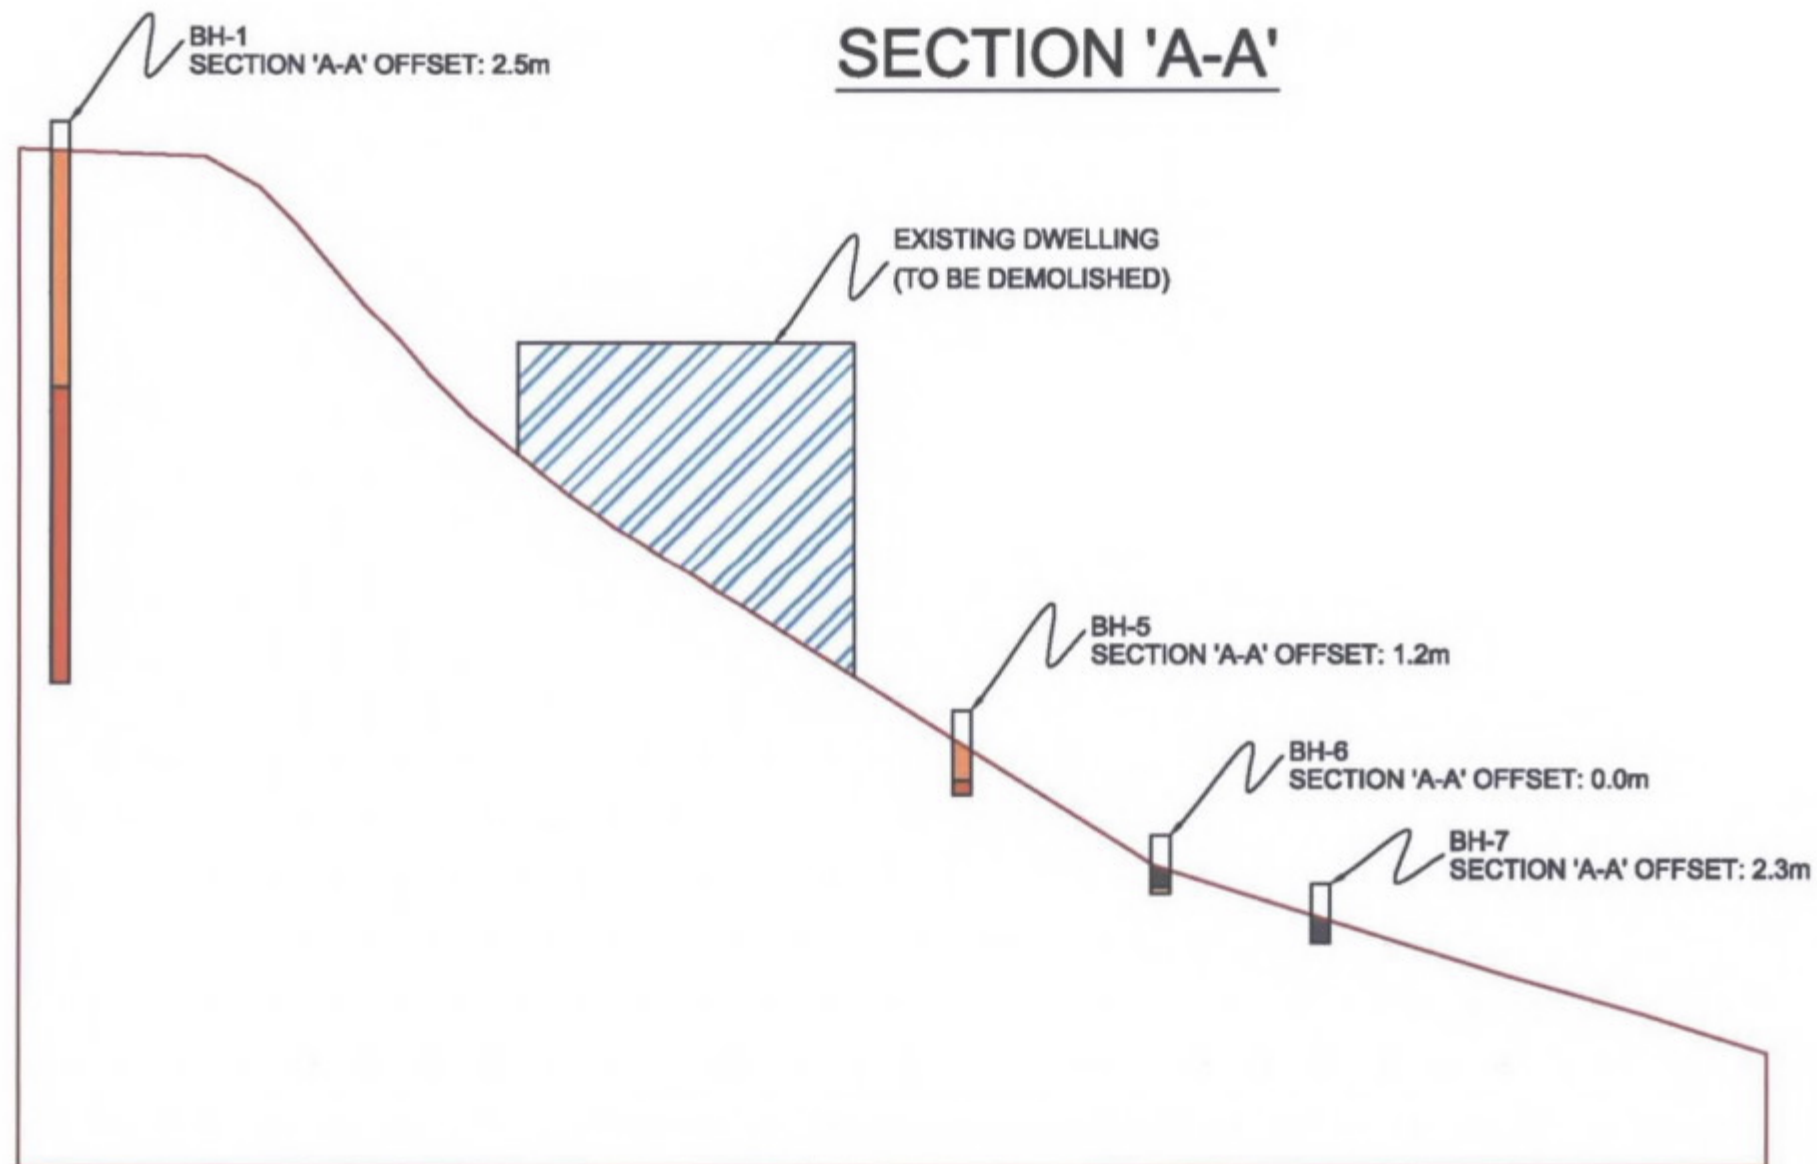 BH-1
SECTION 'A-A' OFFSET: 2.5m
SECTION 'A-A'
EXISTING DWELLING
(TO BE DEMOLISHED)
BH-5
SECTION 'A-A' OFFSET: 1.2m
BH-6
SECTION 'A-A' OFFSET: 0.0m
BH-7
SECTION 'A-A' OFFSET: 2.3m